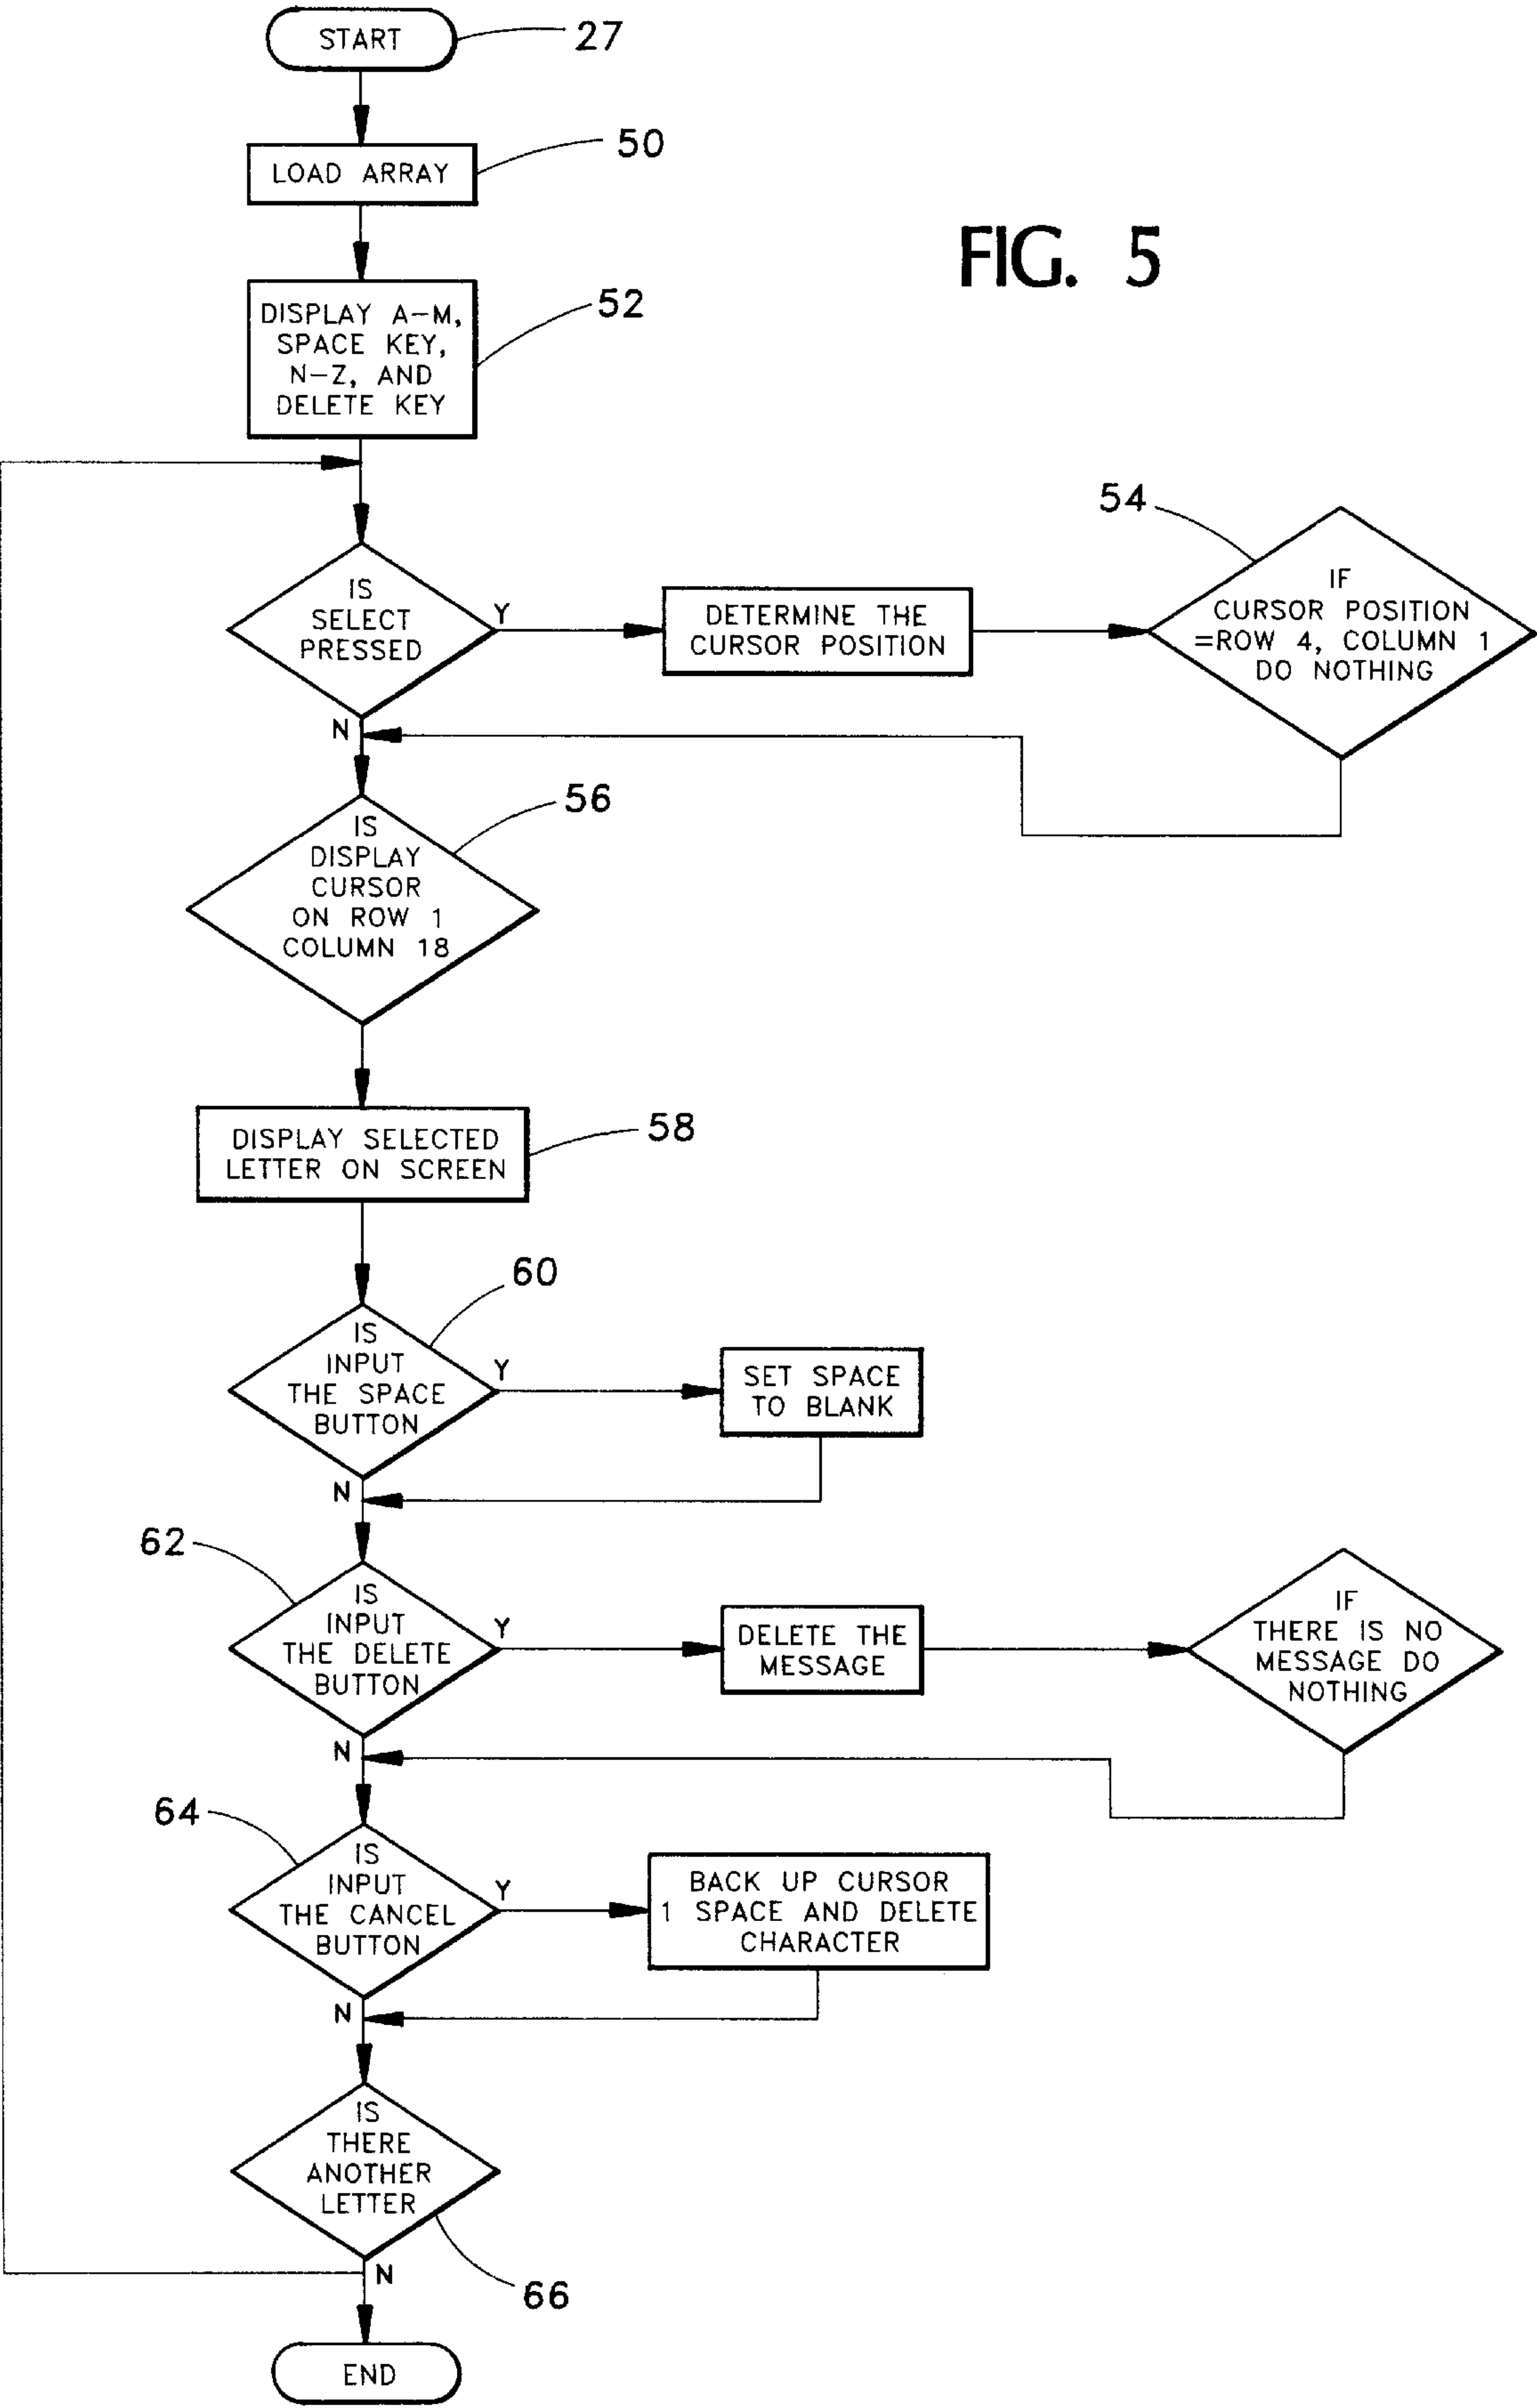 START
27
LOAD ARRAY
50
FIG. 5
DISPLAY A-M,
SPACE KEY,
N-Z, AND
DELETE KEY
52
IS
SELECT
PRESSED
Y
N
DETERMINE THE
CURSOR POSITION
54
IF
CURSOR POSITION
=ROW 4, COLUMN 1
DO NOTHING
56
IS
DISPLAY
CURSOR
ON ROW 1
COLUMN 18
DISPLAY SELECTED
LETTER ON SCREEN
58
60
IS
INPUT
THE SPACE
BUTTON
Y
N
SET SPACE
TO BLANK
62
IS
INPUT
THE DELETE
BUTTON
Y
N
DELETE THE
MESSAGE
IF
THERE IS NO
MESSAGE DO
NOTHING
64
IS
INPUT
THE CANCEL
BUTTON
Y
N
BACK UP CURSOR
1 SPACE AND DELETE
CHARACTER
IS
THERE
ANOTHER
LETTER
N
66
END